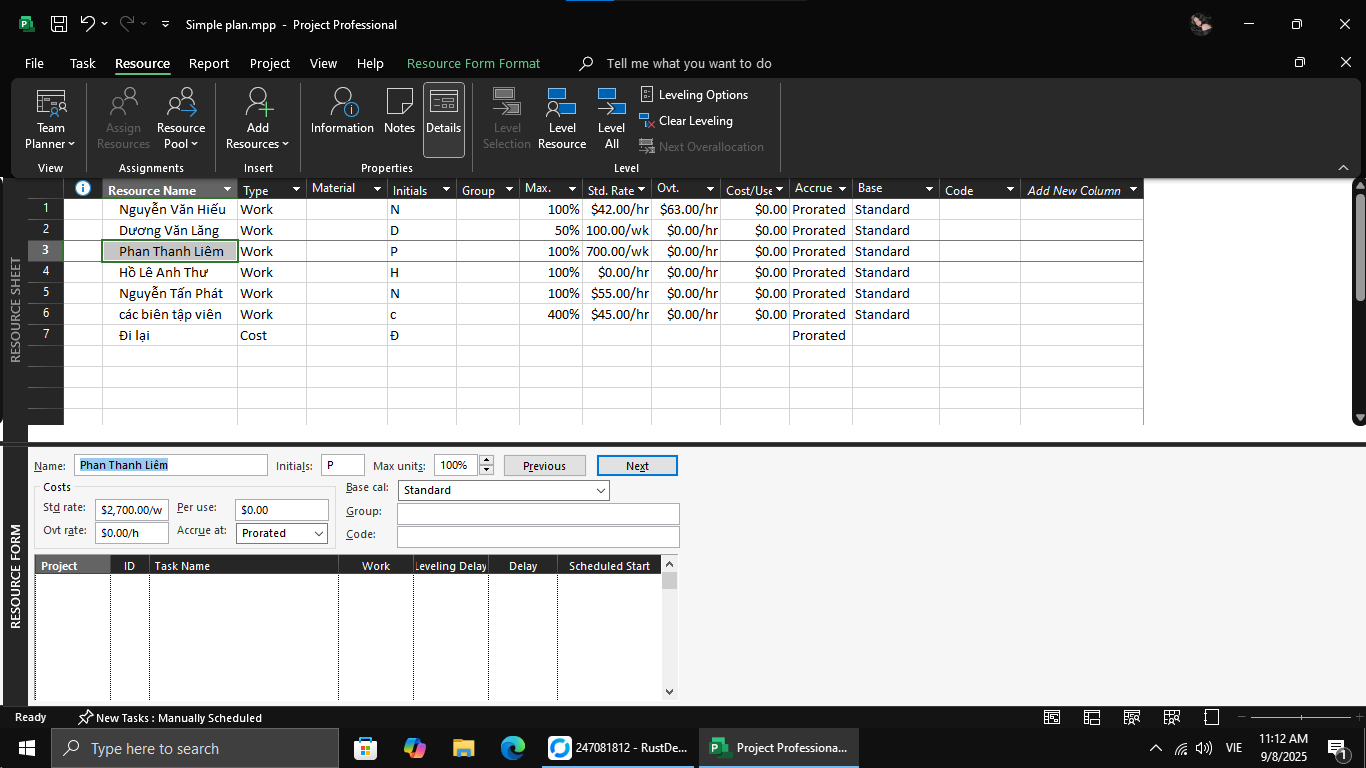 Simple plan.mpp - Project Professional
File Task Resource Report Project View Help Resource Form Format Tell me what you want to do
Team Planner
Assign Resources
Resource Pool
Add Resources
Information
Notes
Details
Level Selection
Level Resource
Level All
Leveling Options
Clear Leveling
Next Overallocation
View Assignments Insert Properties Level
Resource Name Type Material Initials Group Max. Std. Rate Ovt. Cost/Use Accrue Base Code Add New Column
1 Nguyễn Văn Hiếu Work N 100% $42.00/hr $63.00/hr $0.00 Prorated Standard
2 Dương Văn Lăng Work D 50% 100.00/wk $0.00/hr $0.00 Prorated Standard
3 Phan Thanh Liêm Work P 100% 700.00/wk $0.00/hr $0.00 Prorated Standard
4 Hồ Lê Anh Thư Work H 100% $0.00/hr $0.00/hr $0.00 Prorated Standard
5 Nguyễn Tấn Phát Work N 100% $55.00/hr $0.00/hr $0.00 Prorated Standard
6 các biên tập viên Work c 400% $45.00/hr $0.00/hr $0.00 Prorated Standard
7 Đi lại Cost Đ Prorated
RESOURCE SHEET
Name: Phan Thanh Liêm Initials: P Max units: 100% Previous Next
Costs Base cal: Standard
Std rate: $2,700.00/w Per use: $0.00 Group:
Ovt rate: $0.00/h Accrue at: Prorated Code:
Project ID Task Name Work Leveling Delay Delay Scheduled Start
RESOURCE FORM
Ready New Tasks : Manually Scheduled
Type here to search 247081812 - RustDe... Project Professiona... VIE 11:12 AM
9/8/2025 1